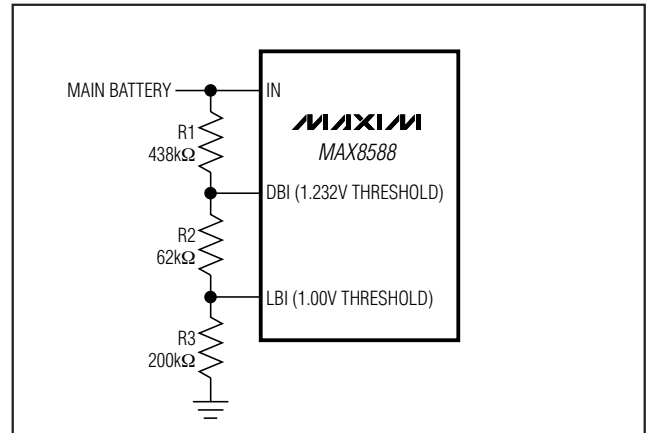 MAIN BATTERY
IN
MAXIM
R1
438kΩ
MAX8588
DBI (1.232V THRESHOLD)
R2
62kΩ
LBI (1.00V THRESHOLD)
R3
200kΩ